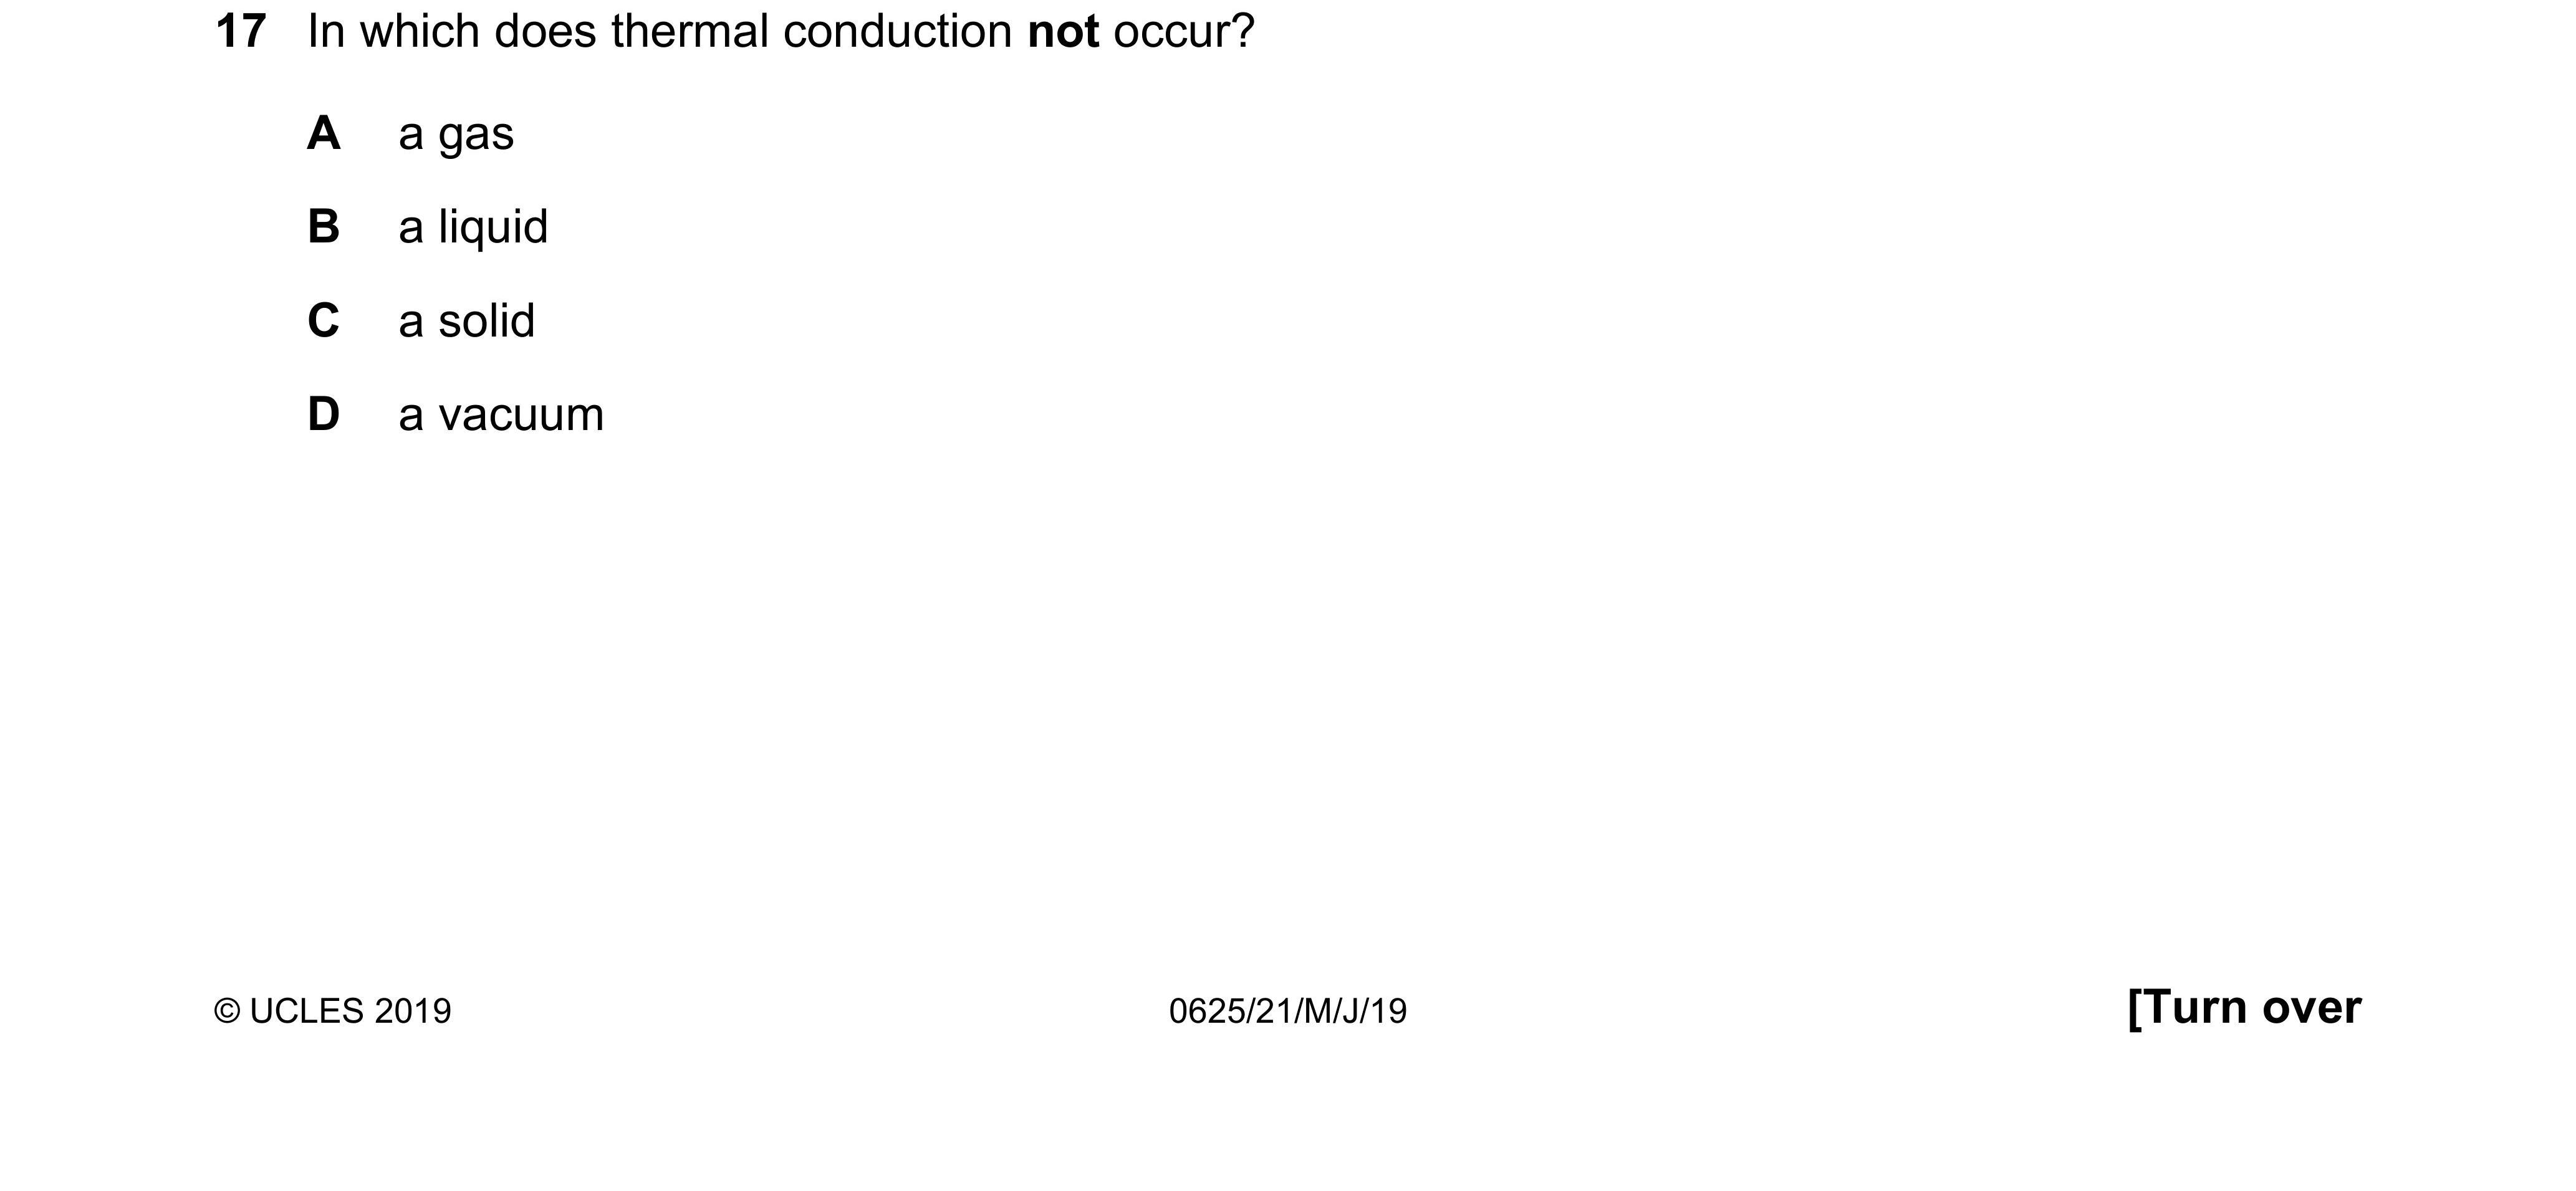 17 In which does thermal conduction not occur?
A a gas
B a liquid
C a solid
D a vacuum
© UCLES 2019 0625/21/M/J/19 [Turn over